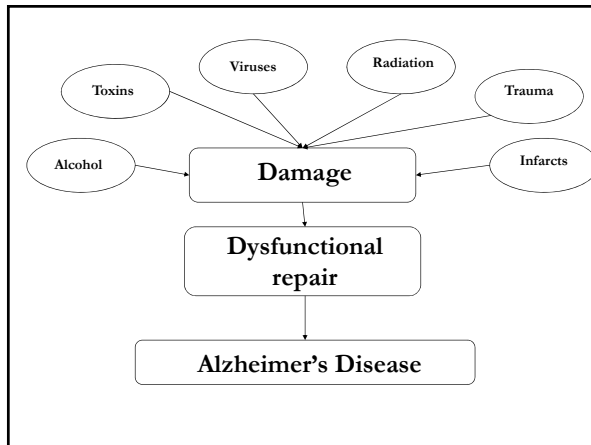 Viruses
Radiation
Toxins
Trauma
Alcohol
Damage
Infarcts
Dysfunctional
repair
Alzheimer’s Disease